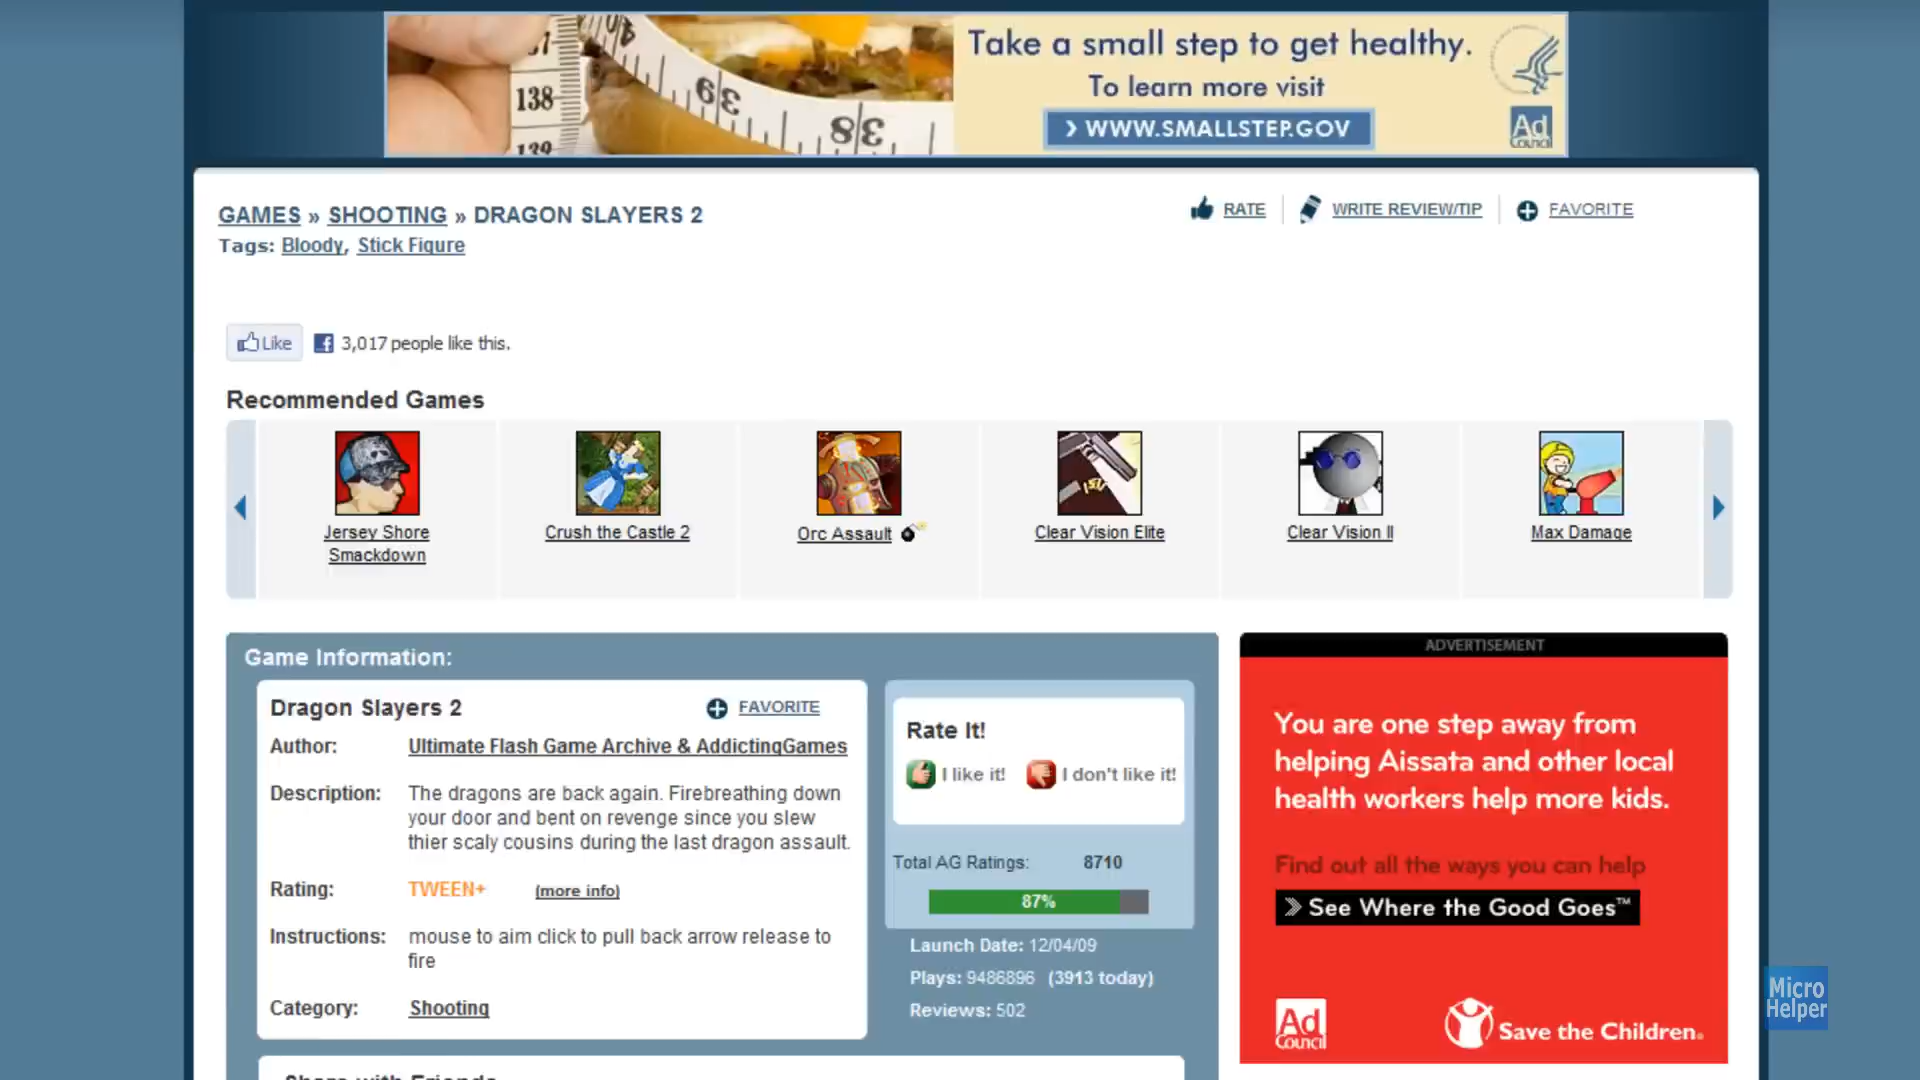 Take a small step to get healthy.
To learn more visit
WWW.SMALLSTEP.GOV
138
139
39
38
Ad
Council
GAMES » SHOOTING » DRAGON SLAYERS 2
RATE
WRITE REVIEW/TIP
FAVORITE
Tags: Bloody, Stick Figure
Like
3,017 people like this.
Recommended Games
Jersey Shore
Smackdown
Crush the Castle 2
Orc Assault
Clear Vision Elite
Clear Vision II
Max Damage
Game Information:
Dragon Slayers 2
FAVORITE
Author: Ultimate Flash Game Archive & AddictingGames
Description: The dragons are back again. Firebreathing down
your door and bent on revenge since you slew
thier scaly cousins during the last dragon assault.
Rating: TWEEN+ (more info)
Instructions: mouse to aim click to pull back arrow release to
fire
Category: Shooting
Rate It!
I like it! I don't like it!
Total AG Ratings: 8710
87%
Launch Date: 12/04/09
Plays: 9486896 (3913 today)
Reviews: 502
Share with Friends
ADVERTISEMENT
You are one step away from
helping Aissata and other local
health workers help more kids.
Find out all the ways you can help
See Where the Good Goes™
Ad
Council
Save the Children®
Micro
Helper